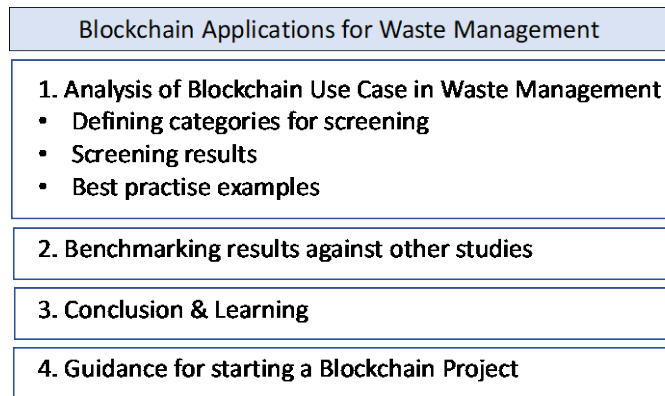 Blockchain Applications for Waste Management
1. Analysis of Blockchain Use Case in Waste Management
• Defining categories for screening
• Screening results
• Best practise examples
2. Benchmarking results against other studies
3. Conclusion & Learning
4. Guidance for starting a Blockchain Project